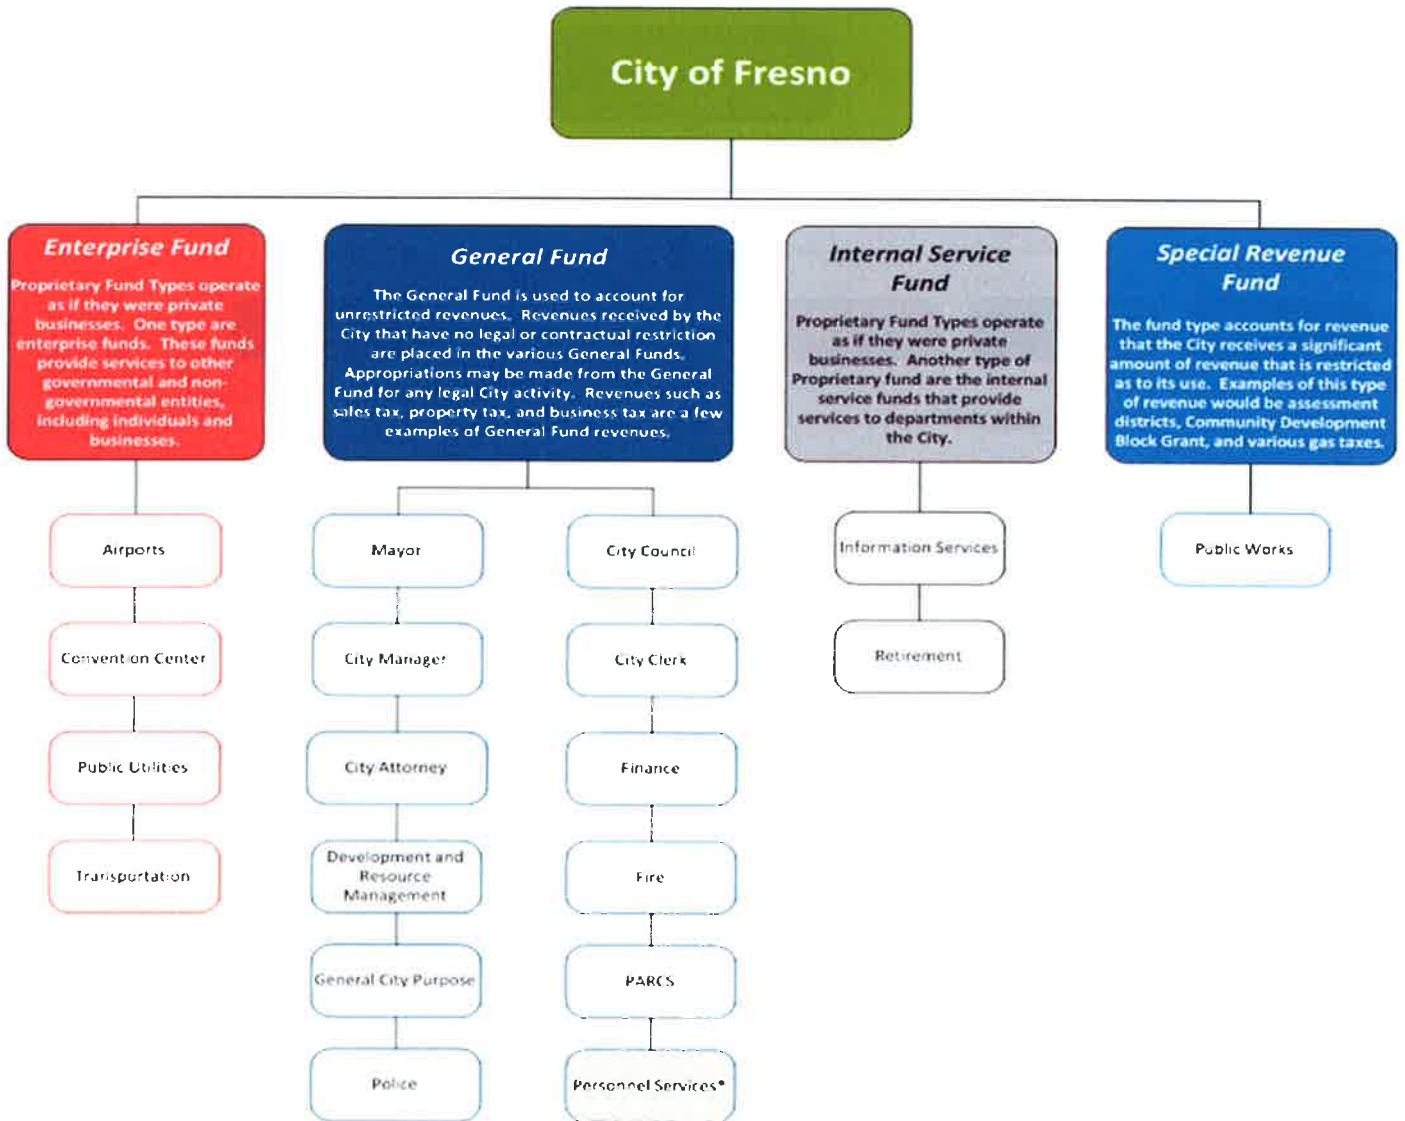 City of Fresno
Enterprise Fund
Proprietary Fund Types operate
as if they were private
businesses. One type are
enterprise funds. These funds
provide services to other
governmental and non-
governmental entities,
including individuals and
businesses.
Airports
Convention Center
Public Utilities
Transportation
General Fund
The General Fund is used to account for
unrestricted revenues. Revenues received by the
City that have no legal or contractual restriction
are placed in the various General Funds.
Appropriations may be made from the General
Fund for any legal City activity. Revenues such as
sales tax, property tax, and business tax are a few
examples of General Fund revenues.
Mayor
City Manager
City Attorney
Development and
Resource
Management
General City Purpose
Police
City Council
City Clerk
Finance
Fire
PARCS
Personnel Services*
Internal Service
Fund
Proprietary Fund Types operate
as if they were private
businesses. Another type of
Proprietary fund are the internal
service funds that provide
services to departments within
the City.
Information Services
Retirement
Special Revenue
Fund
The fund type accounts for revenue
that the City receives a significant
amount of revenue that is restricted
as to its use. Examples of this type
of revenue would be assessment
districts, Community Development
Block Grant, and various gas taxes.
Public Works